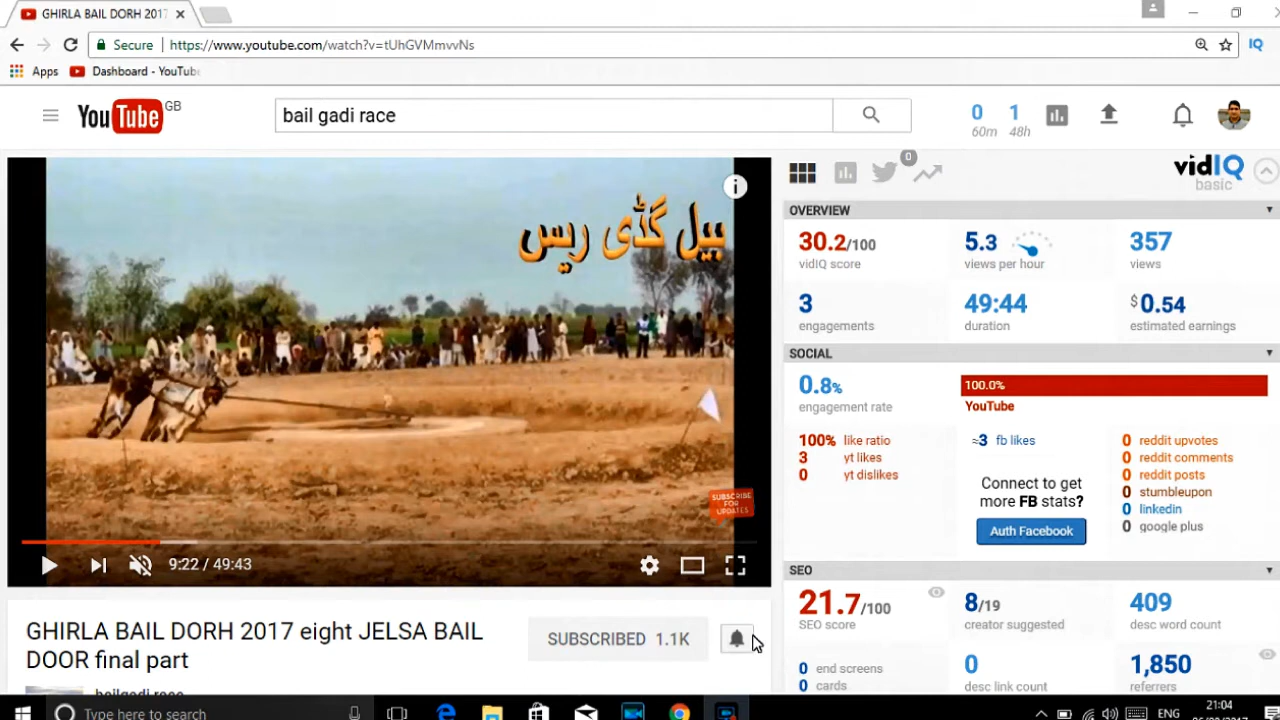 GHIRLA BAIL DORH 2017
Secure | https://www.youtube.com/watch?v=tUhGVMmvvNs
IQ
Apps Dashboard - YouTube
YouTube GB
bail gadi race
0 1
60m 48h
بیل گڈی ریس
i
SUBSCRIBE
FOR
UPDATES
9:22 / 49:43
GHIRLA BAIL DORH 2017 eight JELSA BAIL
DOOR final part
SUBSCRIBED 1.1K
bailgadi race
0
vidIQ
basic
OVERVIEW
30.2/100 5.3 357
vidIQ score views per hour views
3 49:44 $0.54
engagements duration estimated earnings
SOCIAL
0.8% 100.0%
engagement rate YouTube
100% like ratio
3 yt likes
0 yt dislikes
≈3 fb likes
Connect to get
more FB stats?
Auth Facebook
0 reddit upvotes
0 reddit comments
0 reddit posts
0 stumbleupon
0 linkedin
0 google plus
SEO
21.7/100 8/19 409
SEO score creator suggested desc word count
0 end screens
0 cards
0
desc link count
1,850
referrers
Type here to search
ENG
21:04